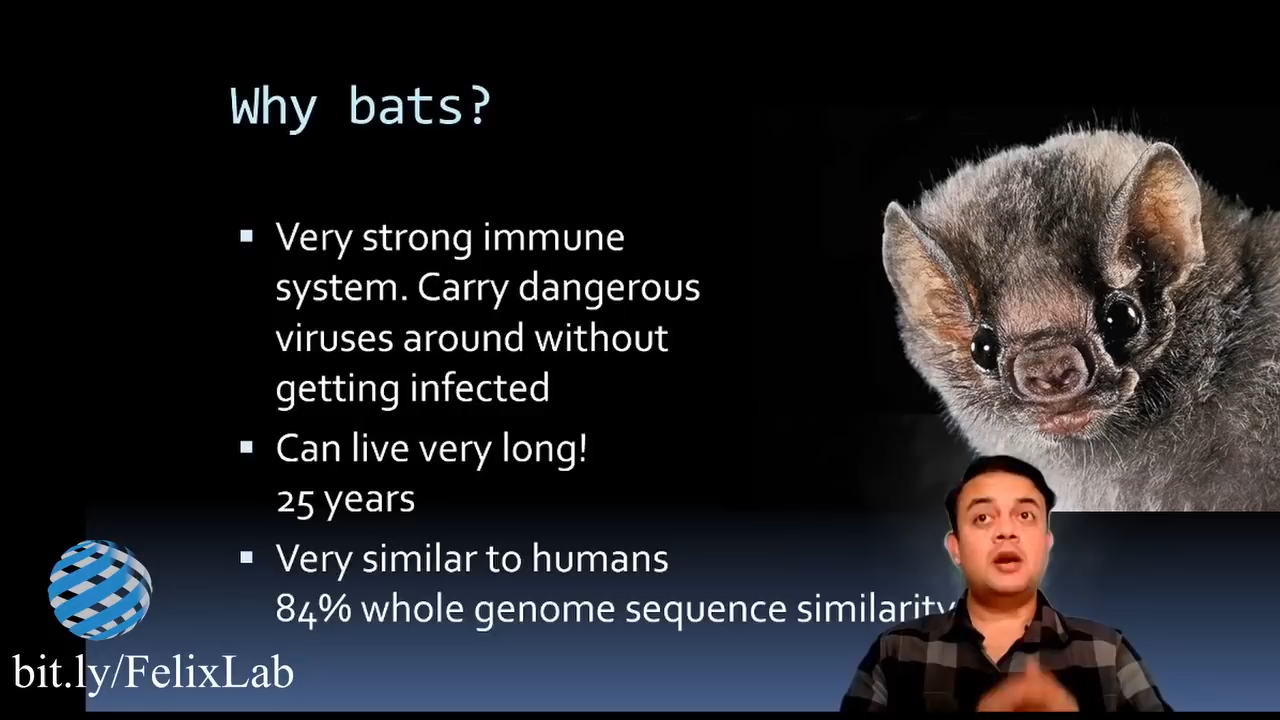 Why bats?
▪ Very strong immune
system. Carry dangerous
viruses around without
getting infected
▪ Can live very long!
25 years
▪ Very similar to humans
84% whole genome sequence similarity
bit.ly/FelixLab